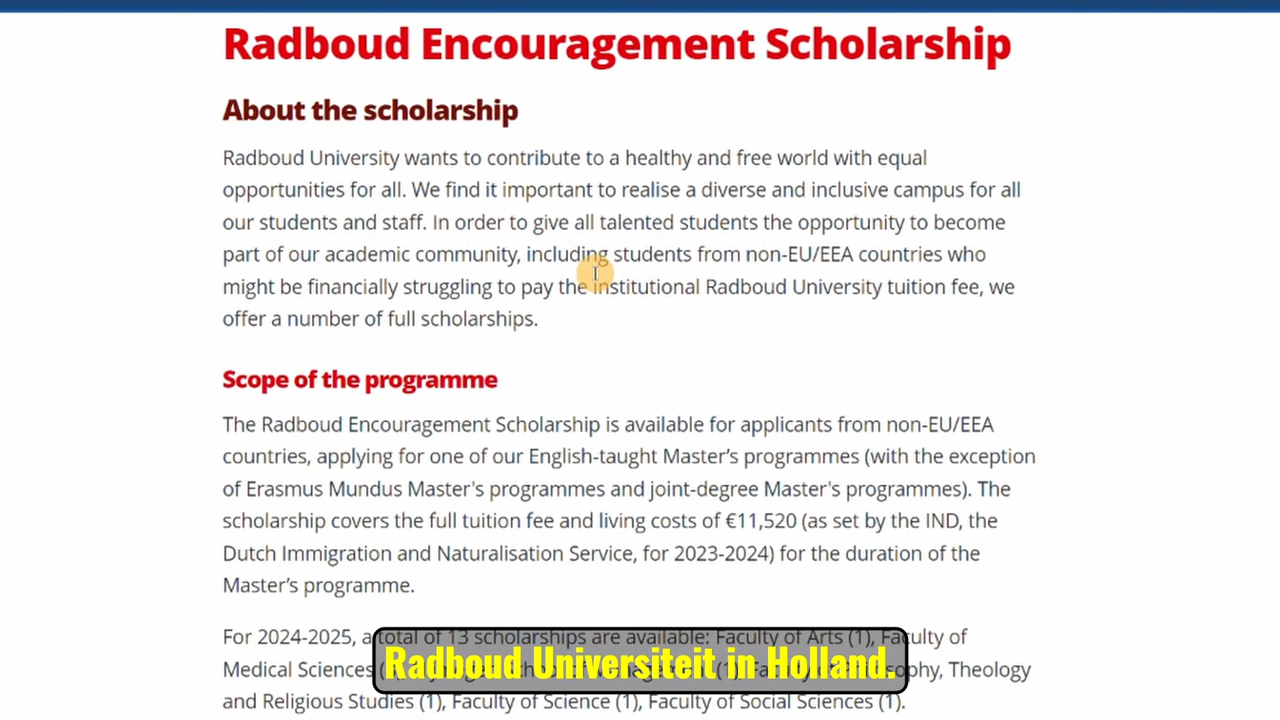 Radboud Encouragement Scholarship
About the scholarship
Radboud University wants to contribute to a healthy and free world with equal
opportunities for all. We find it important to realise a diverse and inclusive campus for all
our students and staff. In order to give all talented students the opportunity to become
part of our academic community, including students from non-EU/EEA countries who
might be financially struggling to pay the institutional Radboud University tuition fee, we
offer a number of full scholarships.
Scope of the programme
The Radboud Encouragement Scholarship is available for applicants from non-EU/EEA
countries, applying for one of our English-taught Master’s programmes (with the exception
of Erasmus Mundus Master's programmes and joint-degree Master's programmes). The
scholarship covers the full tuition fee and living costs of €11,520 (as set by the IND, the
Dutch Immigration and Naturalisation Service, for 2023-2024) for the duration of the
Master’s programme.
For 2024-2025, a total of 13 scholarships are available: Faculty of Arts (1), Faculty of
Medical Sciences (1), Theology
Radboud Universiteit in Holland.
and Religious Studies (1), Faculty of Science (1), Faculty of Social Sciences (1).